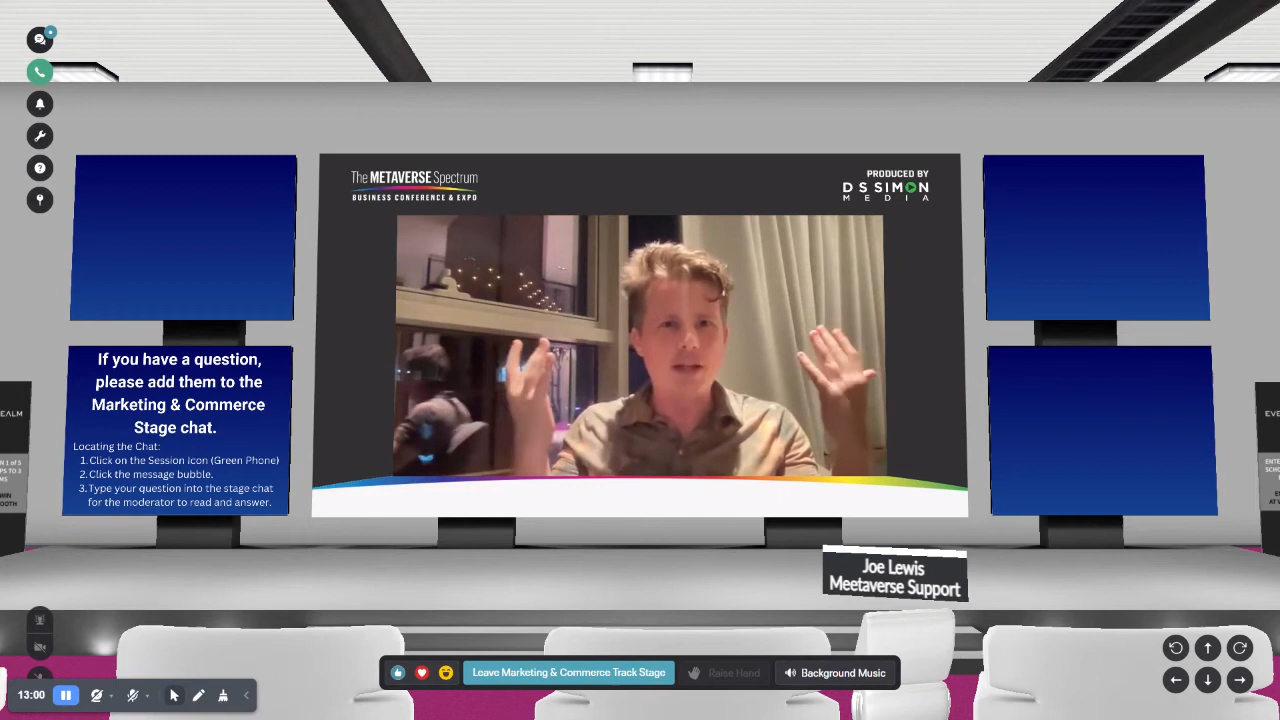 The METAVERSE Spectrum
BUSINESS CONFERENCE & EXPO
PRODUCED BY
D S SIMON
M E D I A
If you have a question,
please add them to the
Marketing & Commerce
Stage chat.
Locating the Chat:
1. Click on the Session icon (Green Phone)
2. Click the message bubble.
3. Type your question into the stage chat
for the moderator to read and answer.
Joe Lewis
Meetaverse Support
Leave Marketing & Commerce Track Stage
Raise Hand
Background Music
13:00